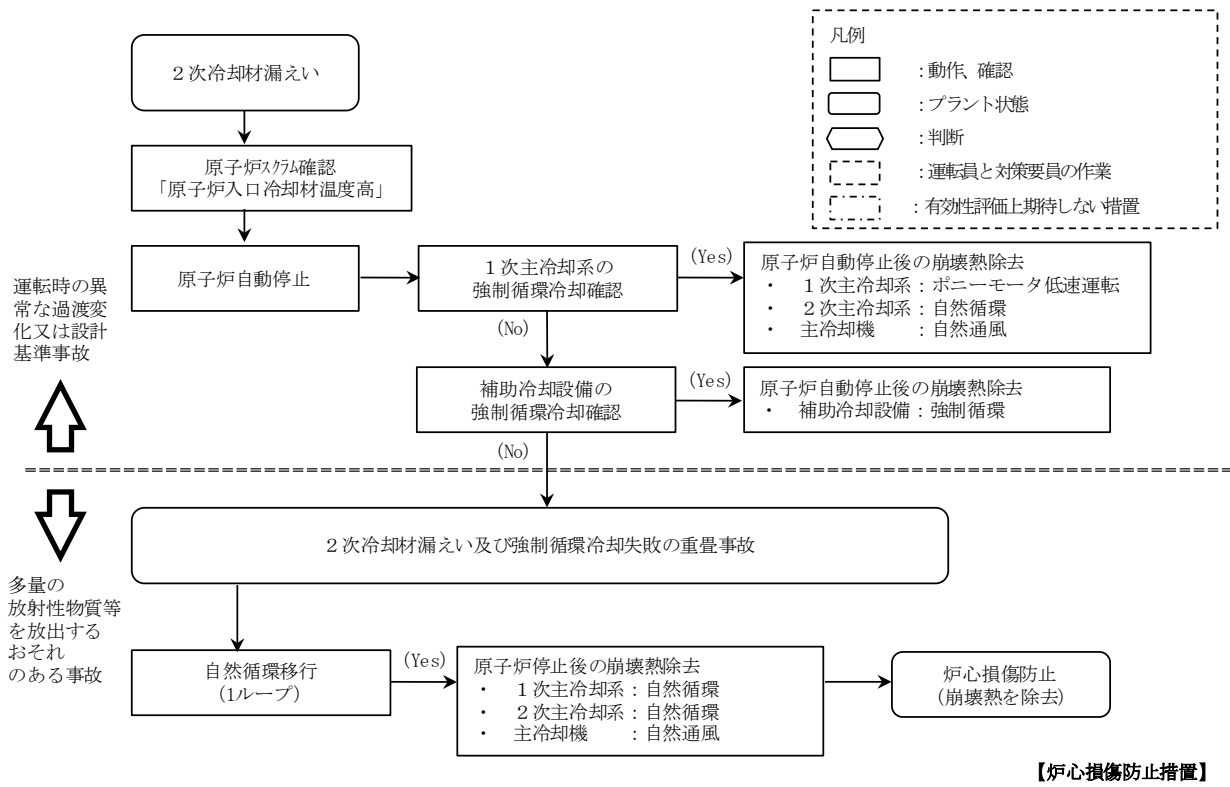 ２次冷却材漏えい
凡例
：動作、確認
：プラント状態
：判断
：運転員と対策要員の作業
：有効性評価上期待しない措置
原子炉ｽｸﾗﾑ確認
「原子炉入口冷却材温度高」
原子炉自動停止
１次主冷却系の
強制循環冷却確認
(Yes)
原子炉自動停止後の崩壊熱除去
・　１次主冷却系：ポニーモータ低速運転
・　２次主冷却系：自然循環
・　主冷却機　：自然通風
運転時の異
常な過渡変
化又は設計
基準事故
(No)
補助冷却設備の
強制循環冷却確認
(Yes)
原子炉自動停止後の崩壊熱除去
・　補助冷却設備：強制循環
(No)
２次冷却材漏えい及び強制循環冷却失敗の重畳事故
多量の
放射性物質等
を放出する
おそれ
のある事故
自然循環移行
(1ループ)
(Yes)
原子炉停止後の崩壊熱除去
・　１次主冷却系：自然循環
・　２次主冷却系：自然循環
・　主冷却機　：自然通風
炉心損傷防止
(崩壊熱を除去)
【炉心損傷防止措置】